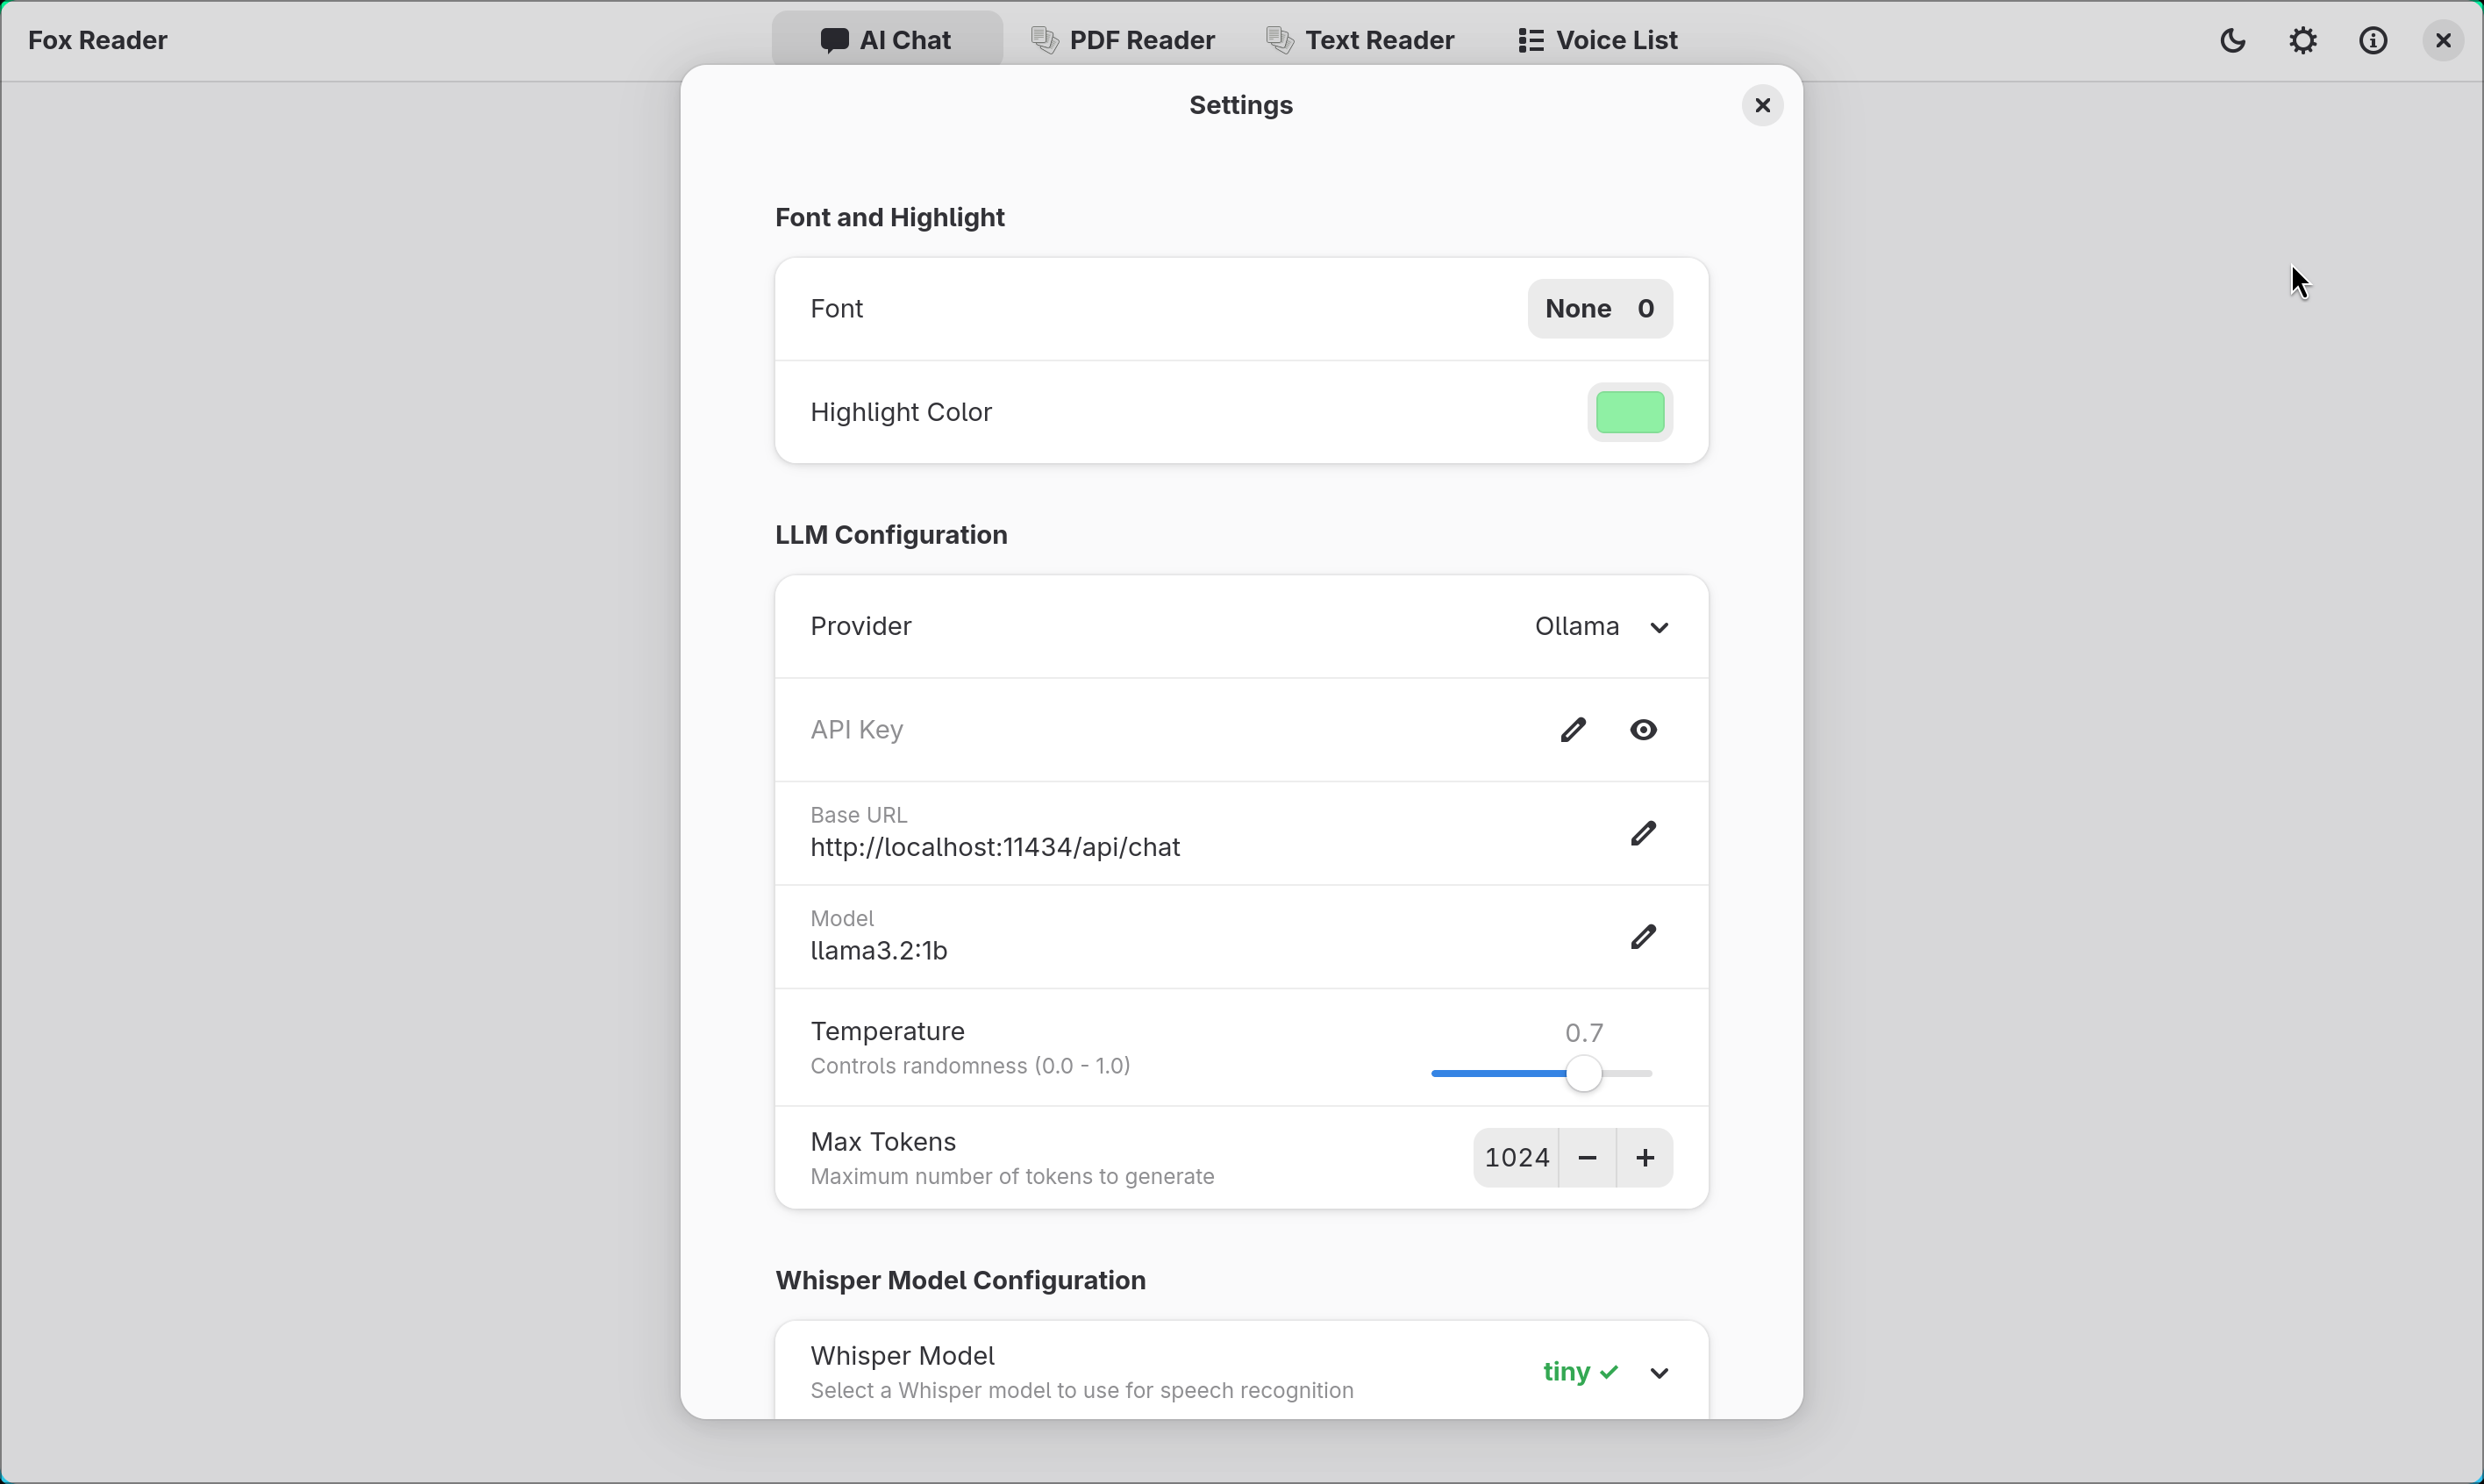 Fox Reader
AI Chat
PDF Reader
Text Reader
Voice List
Settings
Font and Highlight
Font
None 0
Highlight Color
LLM Configuration
Provider
Ollama
API Key
Base URL
http://localhost:11434/api/chat
Model
llama3.2:1b
Temperature
0.7
Controls randomness (0.0 - 1.0)
Max Tokens
1024
Maximum number of tokens to generate
Whisper Model Configuration
Whisper Model
tiny
Select a Whisper model to use for speech recognition